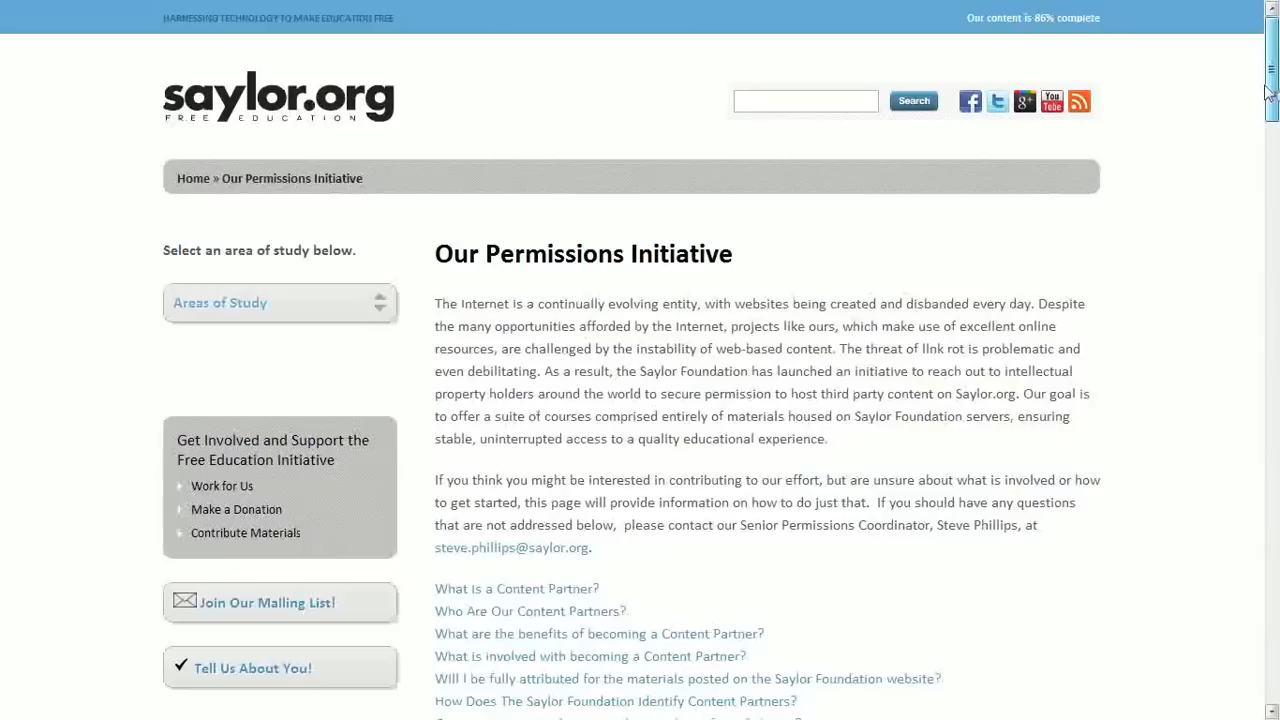 HARNESSING TECHNOLOGY TO MAKE EDUCATION FREE
Our content is 86% complete
saylor.org
FREE EDUCATION
Search
g+
You Tube
Home » Our Permissions Initiative
Select an area of study below.
Areas of Study
Get Involved and Support the
Free Education Initiative
Work for Us
Make a Donation
Contribute Materials
Join Our Mailing List!
Tell Us About You!
Our Permissions Initiative
The Internet is a continually evolving entity, with websites being created and disbanded every day. Despite
the many opportunities afforded by the Internet, projects like ours, which make use of excellent online
resources, are challenged by the instability of web-based content. The threat of link rot is problematic and
even debilitating. As a result, the Saylor Foundation has launched an initiative to reach out to intellectual
property holders around the world to secure permission to host third party content on Saylor.org. Our goal is
to offer a suite of courses comprised entirely of materials housed on Saylor Foundation servers, ensuring
stable, uninterrupted access to a quality educational experience.
If you think you might be interested in contributing to our effort, but are unsure about what is involved or how
to get started, this page will provide information on how to do just that. If you should have any questions
that are not addressed below, please contact our Senior Permissions Coordinator, Steve Phillips, at
steve.phillips@saylor.org.
What Is a Content Partner?
Who Are Our Content Partners?
What are the benefits of becoming a Content Partner?
What is involved with becoming a Content Partner?
Will I be fully attributed for the materials posted on the Saylor Foundation website?
How Does The Saylor Foundation Identify Content Partners?